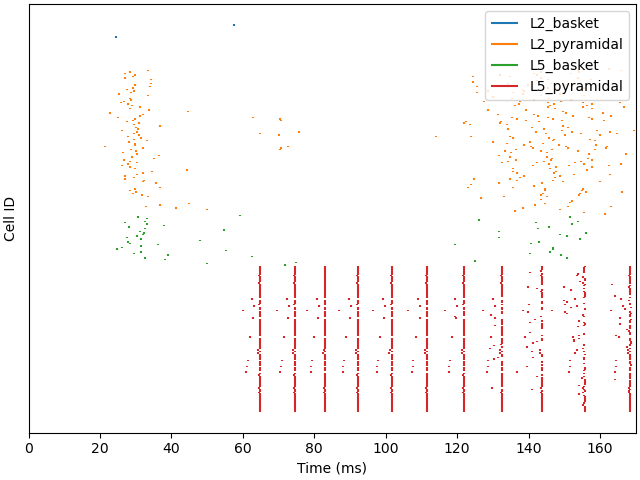 L2_basket
L2_pyramidal
L5_basket
L5_pyramidal
Cell ID
0 20 40 60 80 100 120 140 160
Time (ms)